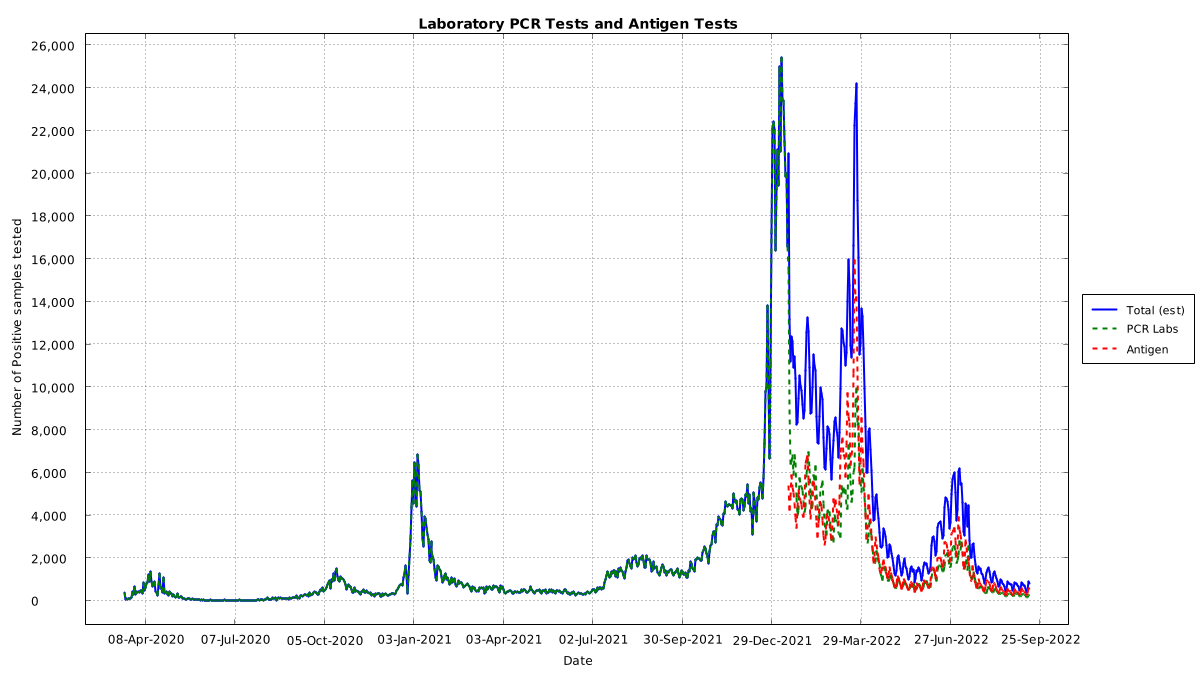 Laboratory PCR Tests and Antigen Tests
Number of Positive samples tested
26,000
24,000
22,000
20,000
18,000
16,000
14,000
12,000
10,000
8,000
6,000
4,000
2,000
0
08-Apr-2020 07-Jul-2020 05-Oct-2020 03-Jan-2021 03-Apr-2021 02-Jul-2021 30-Sep-2021 29-Dec-2021 29-Mar-2022 27-Jun-2022 25-Sep-2022
Date
Total (est)
PCR Labs
Antigen